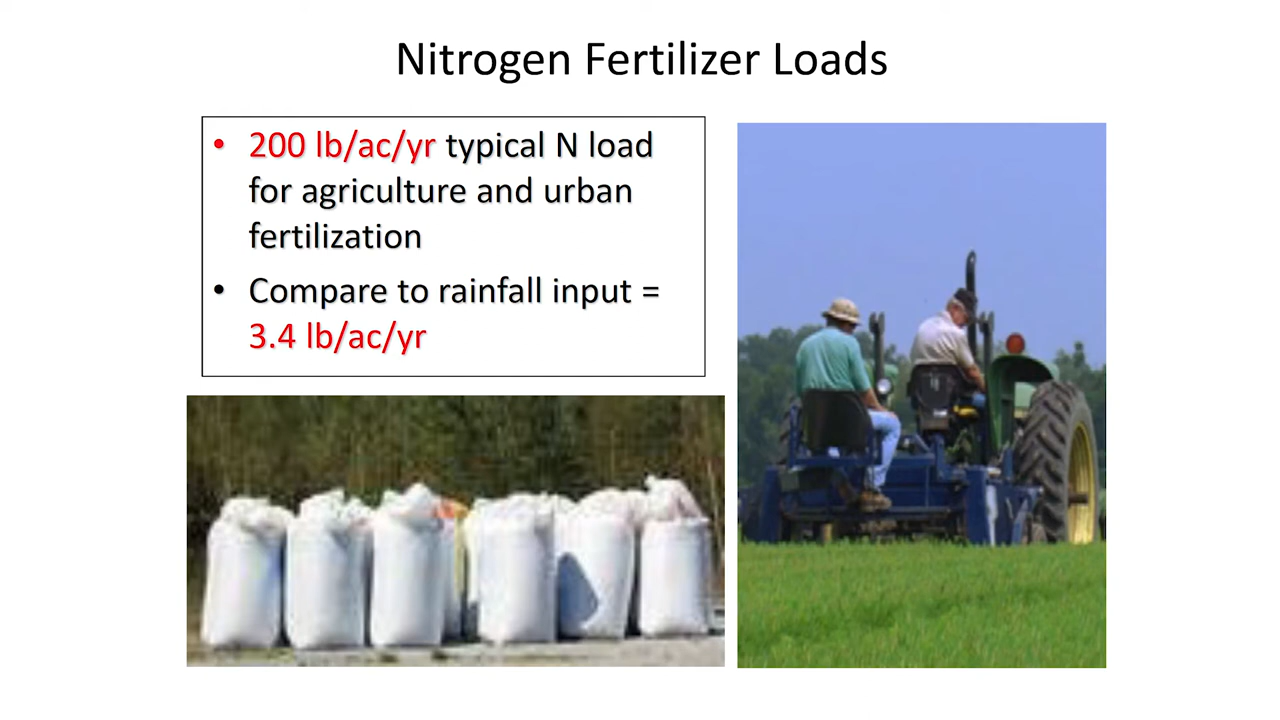 Nitrogen Fertilizer Loads
• 200 lb/ac/yr typical N load
for agriculture and urban
fertilization
• Compare to rainfall input =
3.4 lb/ac/yr